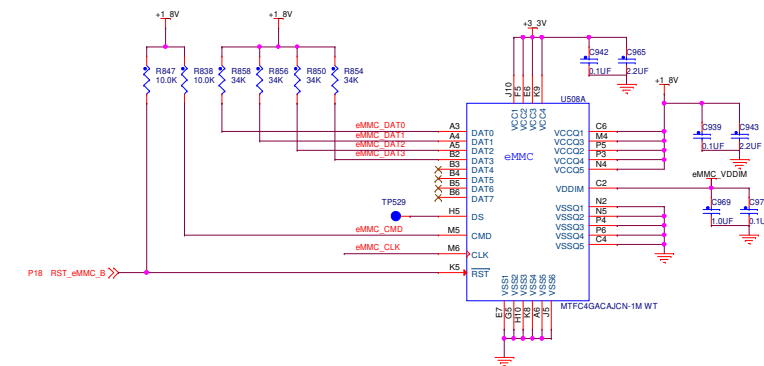 +1_8V
+1_8V
+3_3V
R847
10.0K
R838
10.0K
R858
34K
R856
34K
R850
34K
R854
34K
C942
0.1UF
C965
2.2UF
+1_8V
J10
F5
E6
K9
U508A
VCC1
VCC2
VCC3
VCC4
eMMC_DAT0
A3
DAT0
eMMC_DAT1
A4
DAT1
eMMC_DAT2
A5
DAT2
eMMC_DAT3
B2
DAT3
B3
DAT4
B4
DAT5
B5
DAT6
B6
DAT7
eMMC
VCCQ1
C6
VCCQ3
M4
VCCQ2
P5
VCCQ4
P3
VCCQ5
N4
C939
0.1UF
C943
2.2UF
eMMC_VDDIM
VDDIM
C2
TP529
H5
DS
VSSQ1
N2
VSSQ2
N5
VSSQ3
P4
VSSQ4
P6
VSSQ5
C4
C969
1.0UF
C97
0.1U
eMMC_CMD
M5
CMD
eMMC_CLK
M6
CLK
P18 RST_eMMC_B
K5
RST
VSS1
VSS2
VSS3
VSS4
VSS5
VSS6
E7
G5
H10
K8
A6
J5
MTFC4GACAJCN-1M WT